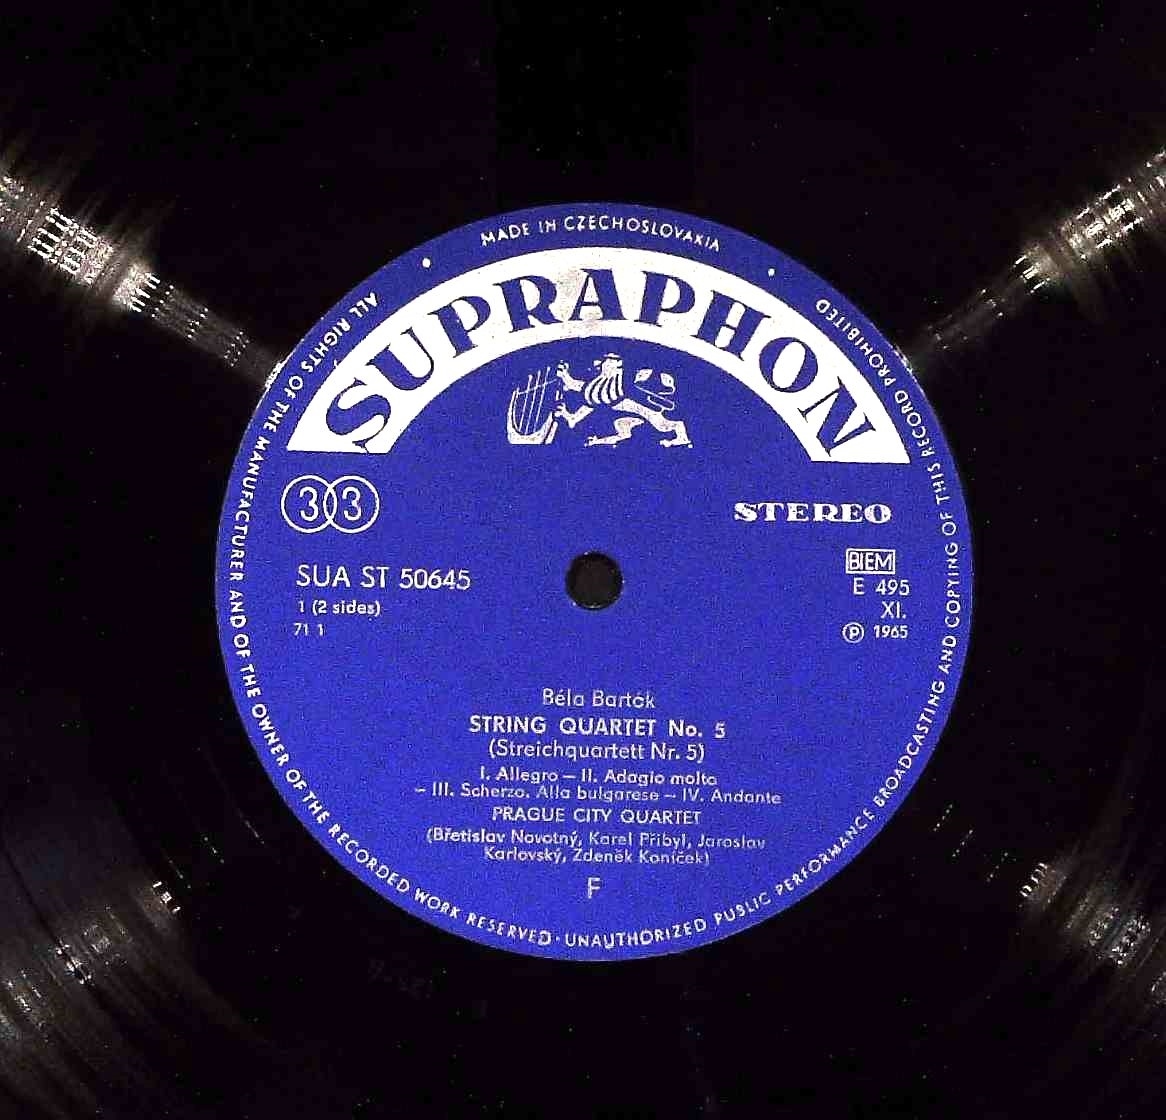 MADE IN CZECHOSLOVAKIA
ALL RIGHTS OF THE MANUFACTURER AND OF THE OWNER OF THE RECORDED WORK RESERVED · UNAUTHORIZED PUBLIC PERFORMANCE BROADCASTING AND COPYING OF THIS RECORD PROHIBITED
SUPRAPHON
33
STEREO
SUA ST 50645
1 (2 sides)
71 1
BIEM
E 495
XI.
Ⓟ 1965
Béla Bartók
STRING QUARTET No. 5
(Streichquartett Nr. 5)
I. Allegro – II. Adagio molto
– III. Scherzo. Alla bulgarese – IV. Andante
PRAGUE CITY QUARTET
(Břetislav Novotný, Karel Přibyl, Jaroslav
Karlovský, Zdeněk Koníček)
F